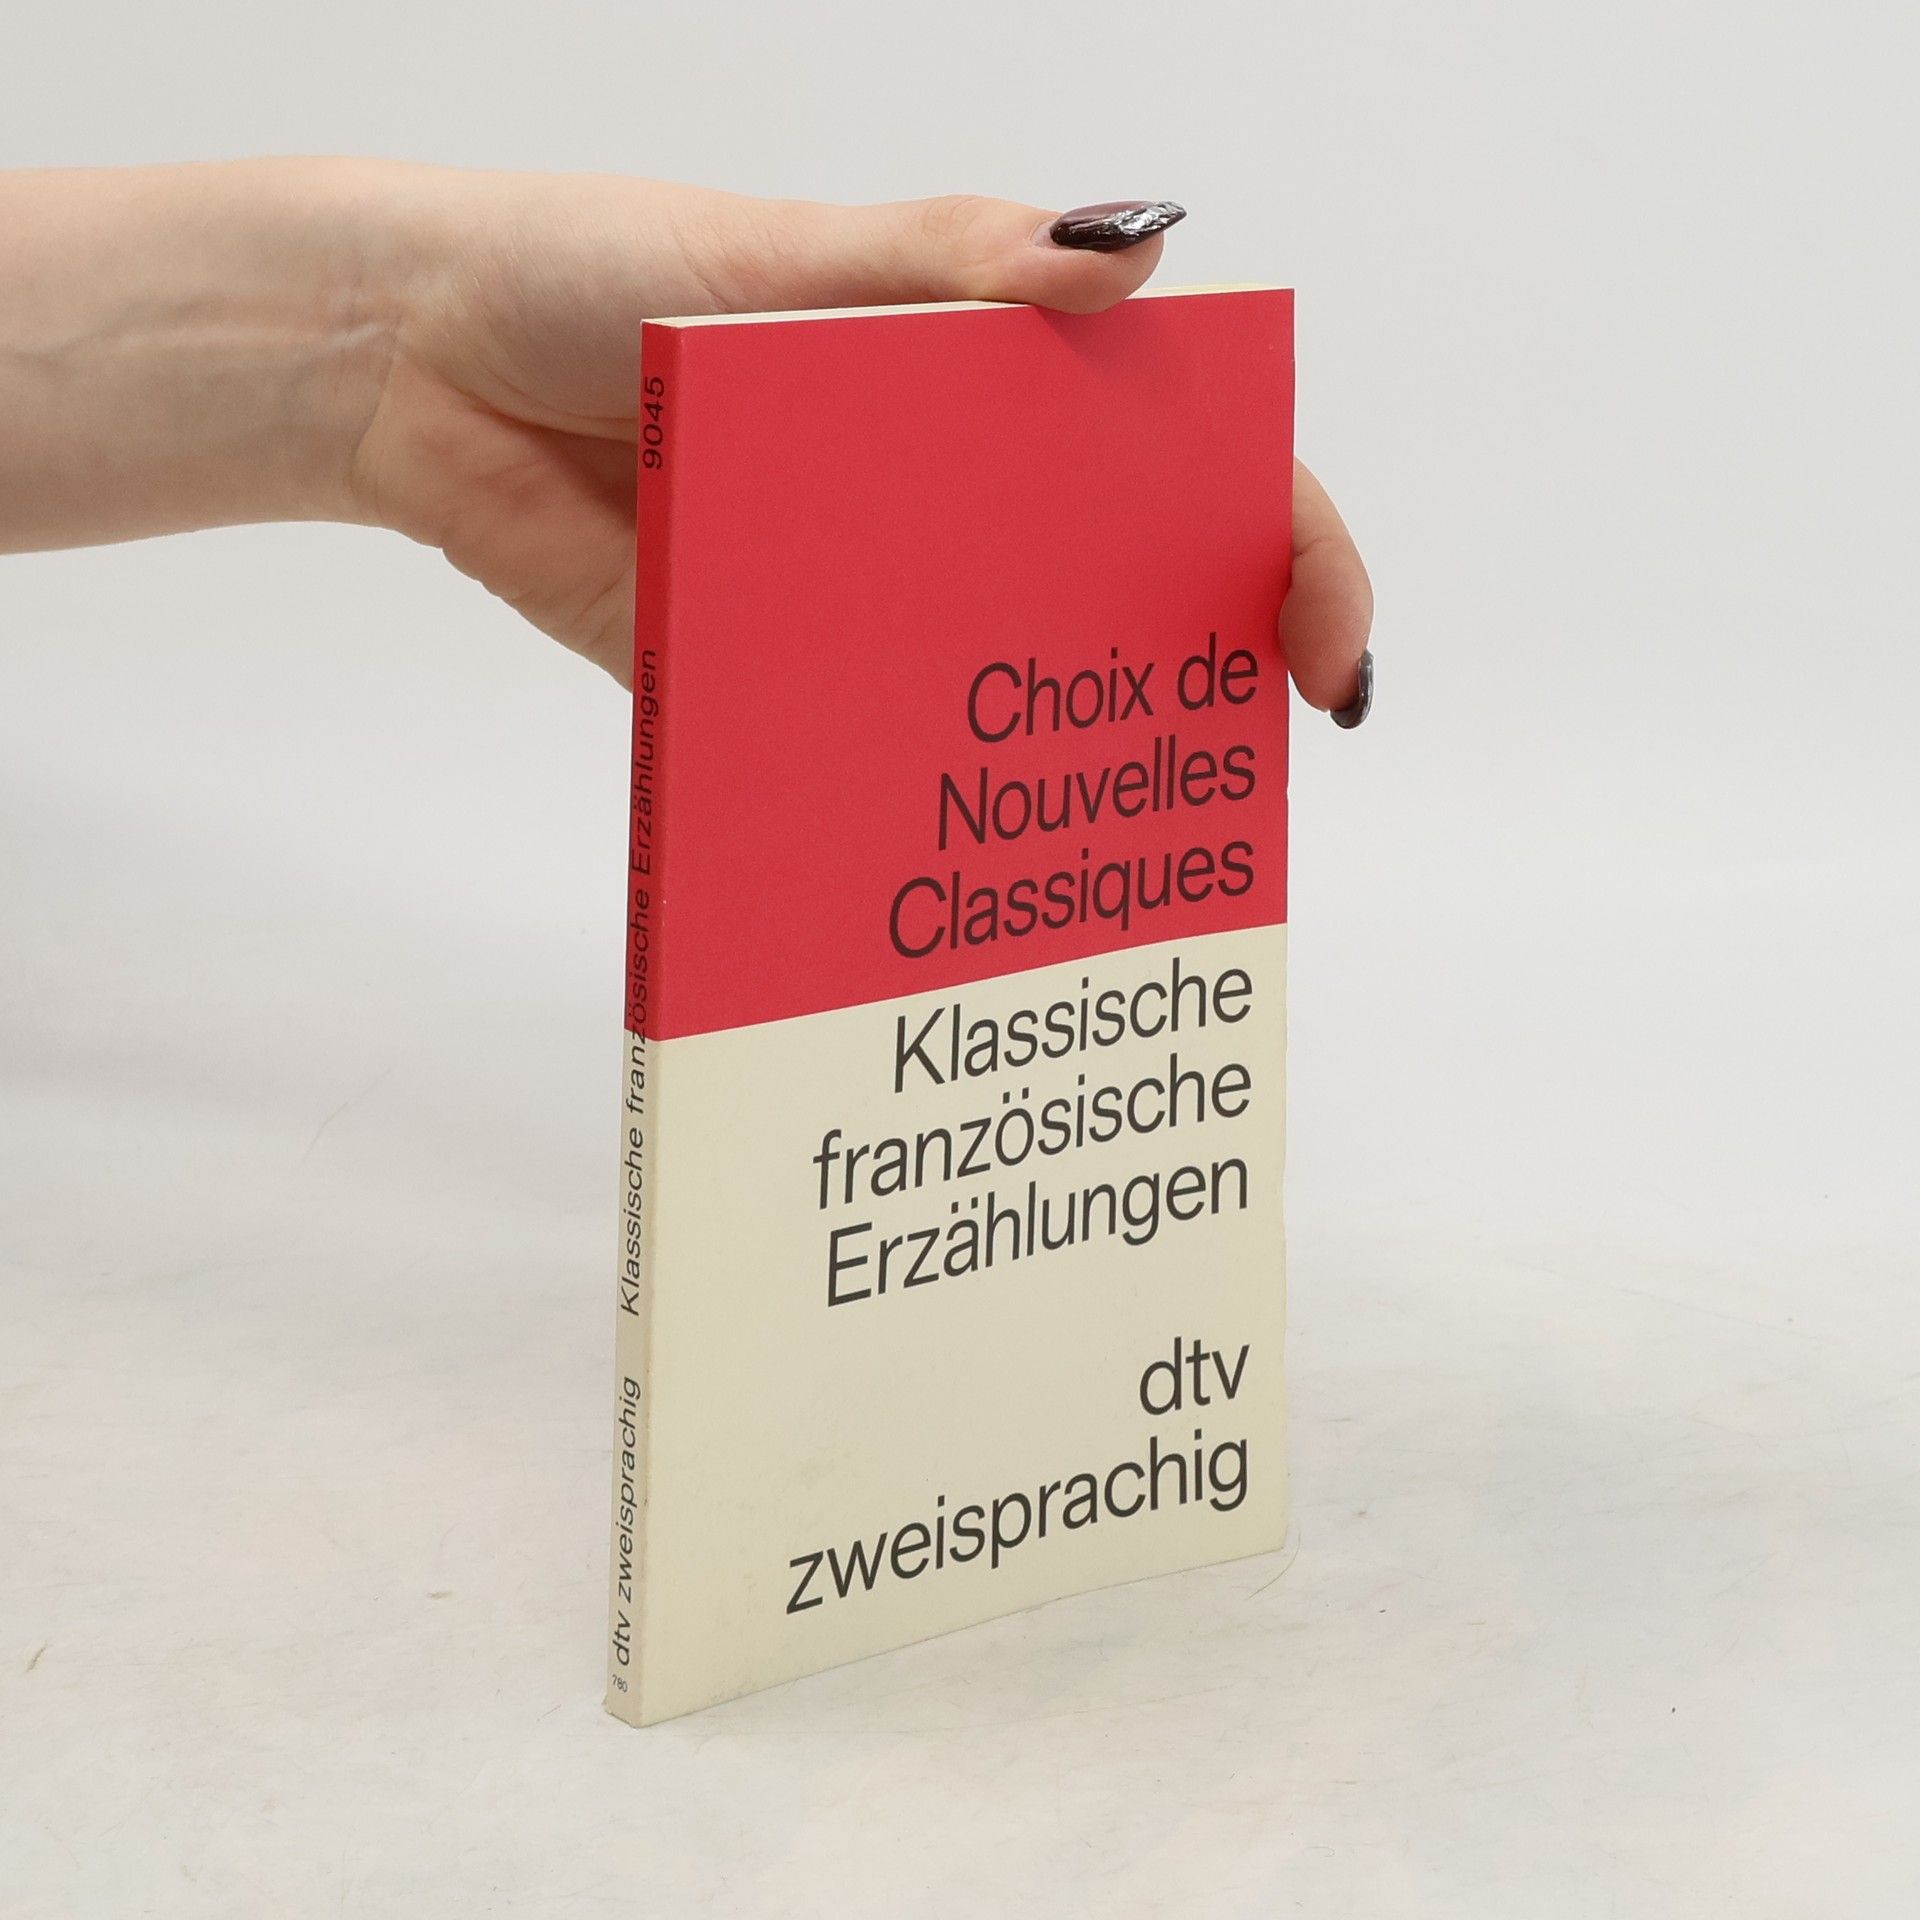 Choix de
Nouvelles
Classiques
Klassische
französische
Erzählungen
dtv
zweisprachig
780 dtv zweisprachig Klassische französische Erzählungen 9045